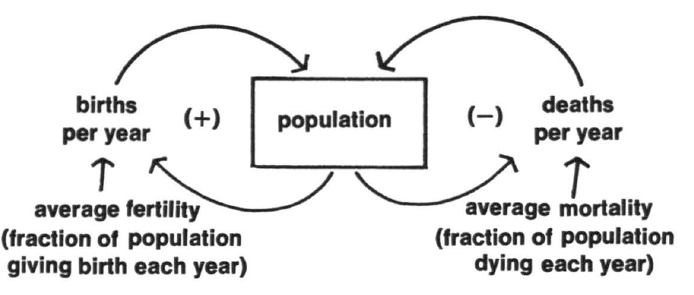 births
per year
(+)
population
(−)
deaths
per year
average fertility
(fraction of population
giving birth each year)
average mortality
(fraction of population
dying each year)